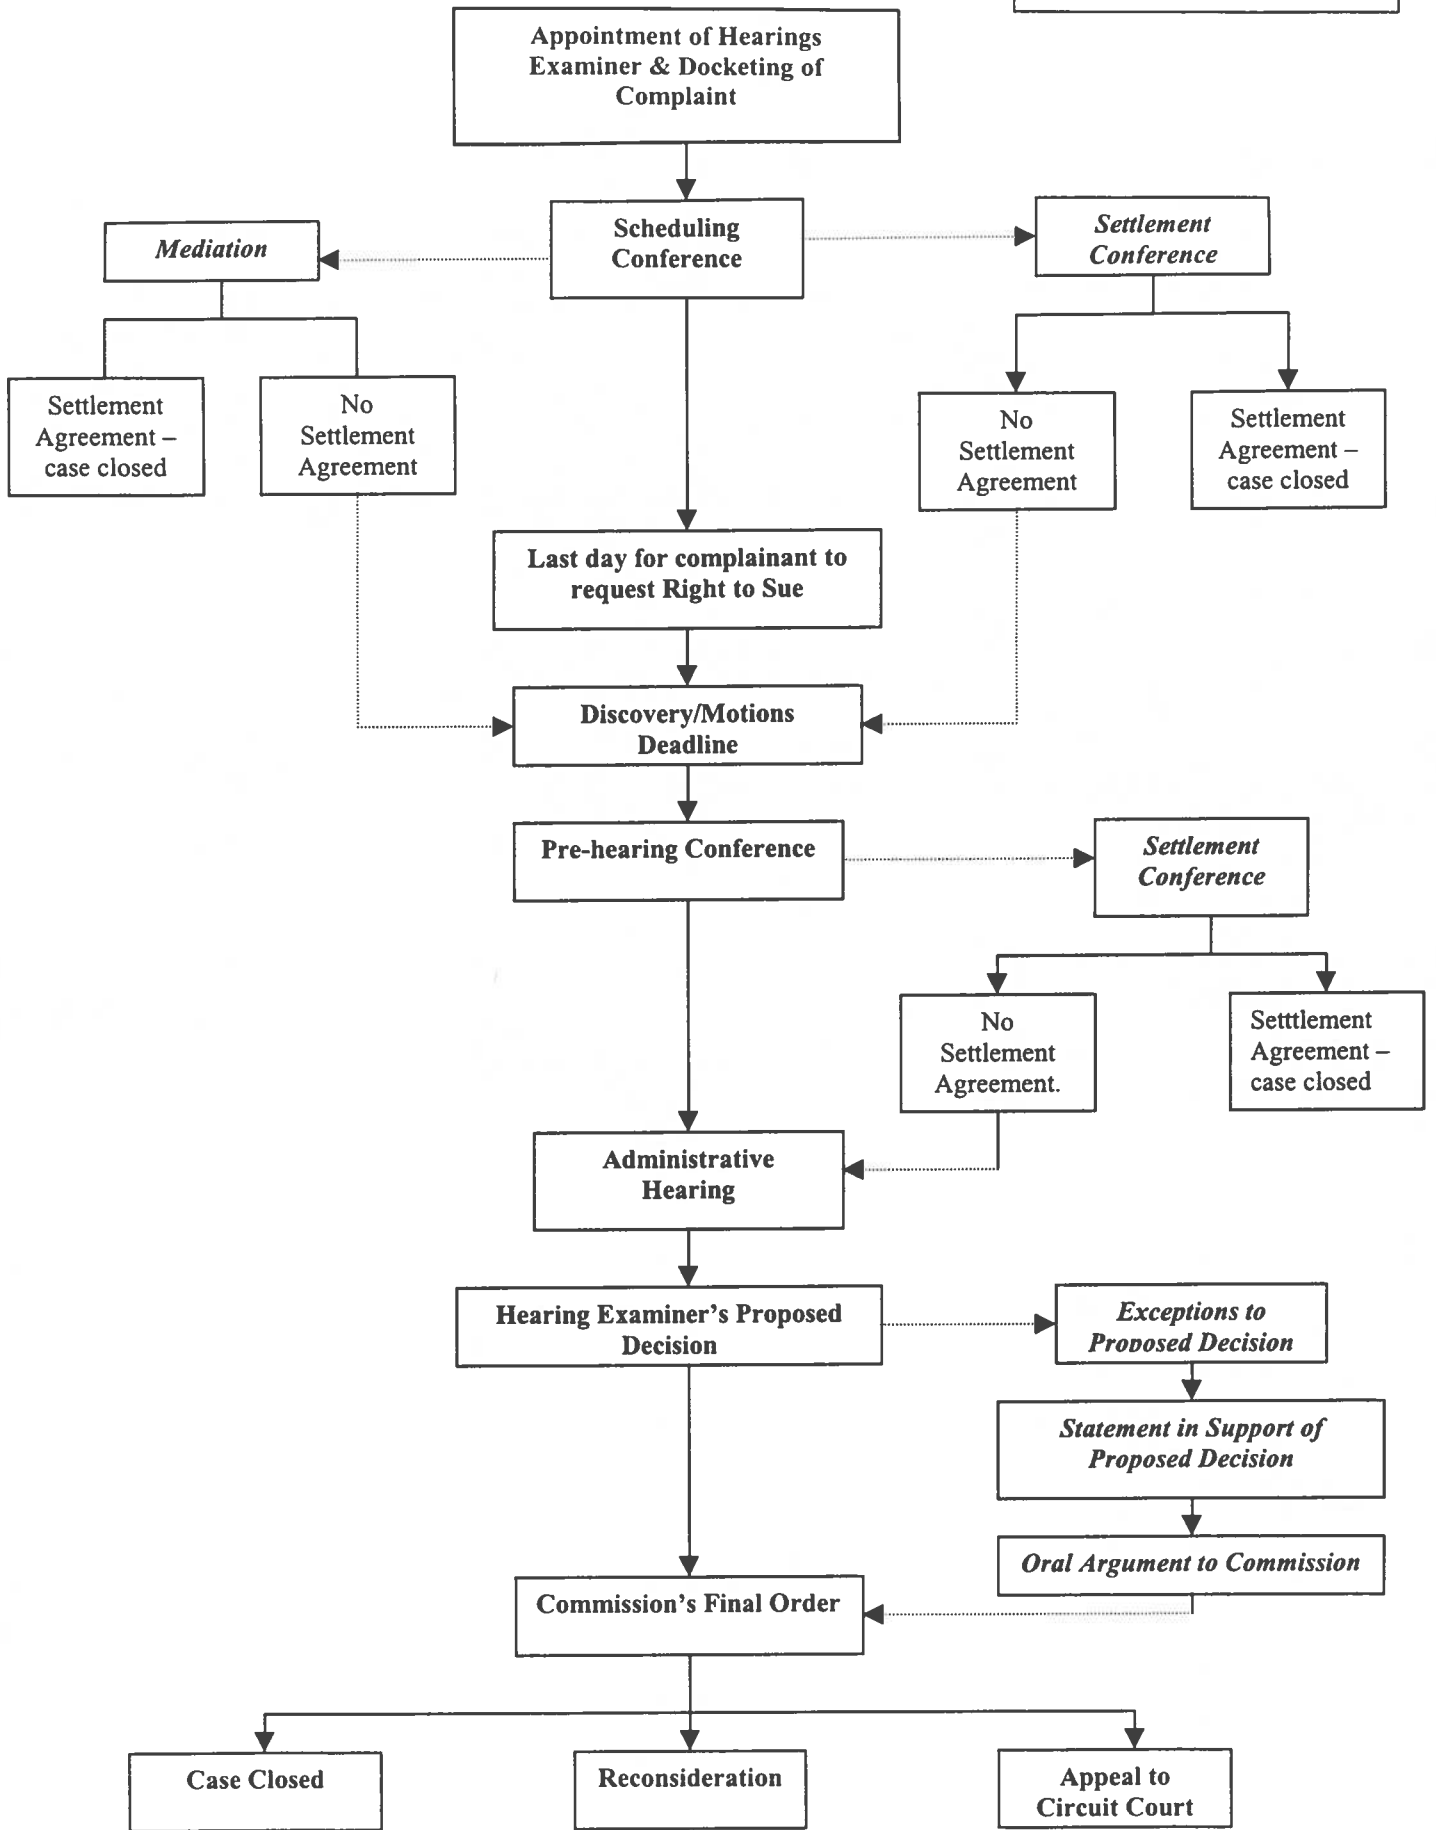 Appointment of Hearings
Examiner & Docketing of
Complaint
Scheduling
Conference
Mediation
Settlement
Conference
Settlement
Agreement –
case closed
No
Settlement
Agreement
No
Settlement
Agreement
Settlement
Agreement –
case closed
Last day for complainant to
request Right to Sue
Discovery/Motions
Deadline
Pre-hearing Conference
Settlement
Conference
No
Settlement
Agreement.
Setttlement
Agreement –
case closed
Administrative
Hearing
Hearing Examiner's Proposed
Decision
Exceptions to
Proposed Decision
Statement in Support of
Proposed Decision
Oral Argument to Commission
Commission's Final Order
Case Closed
Reconsideration
Appeal to
Circuit Court